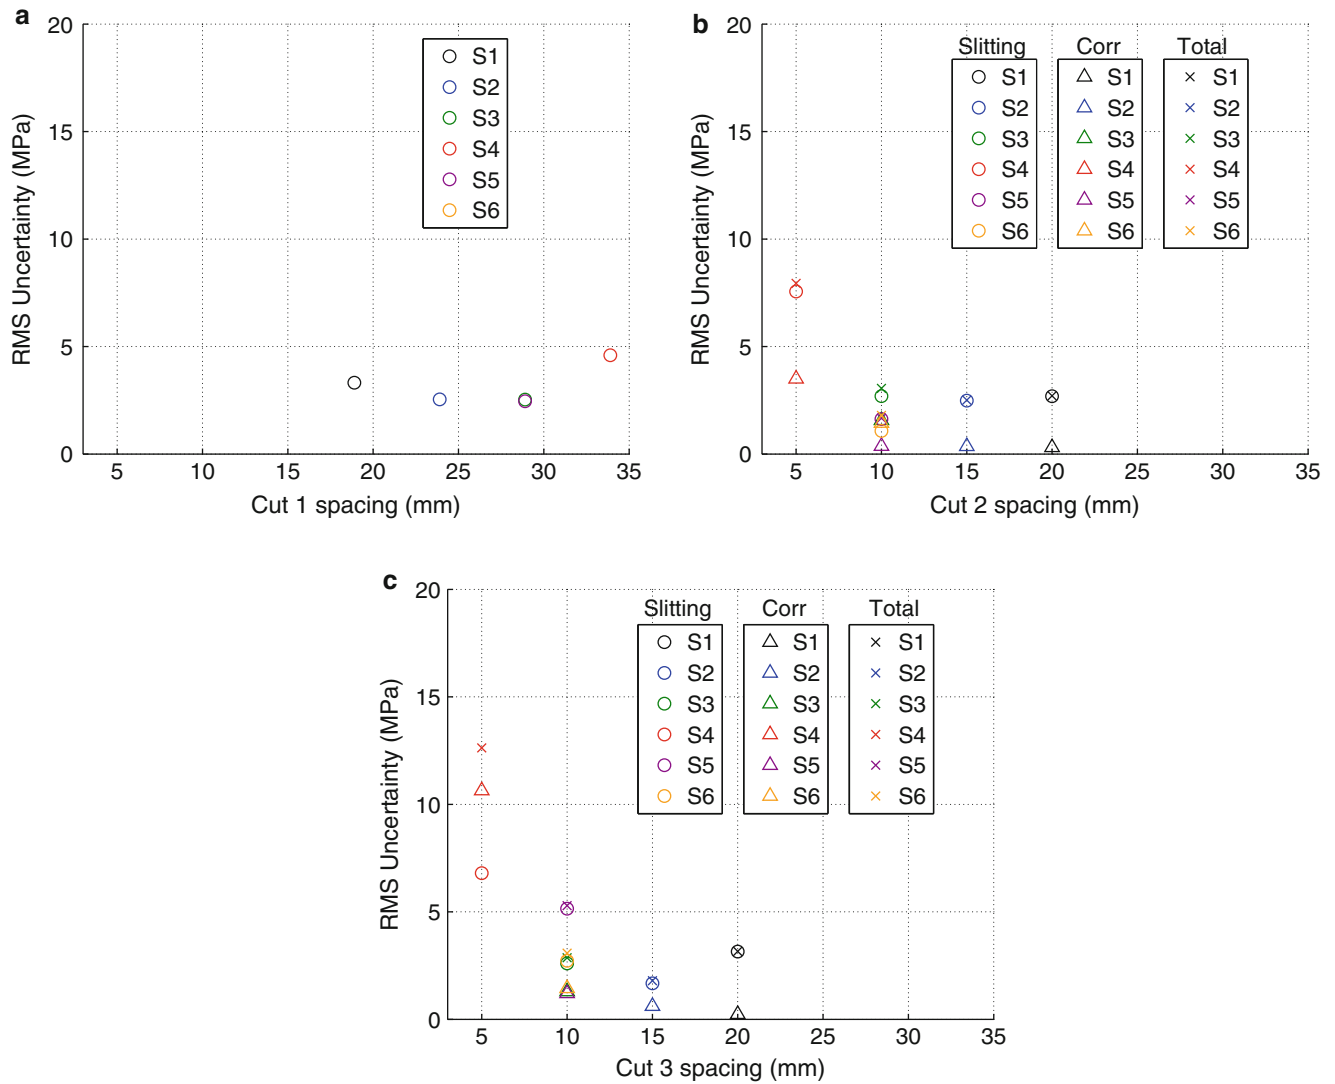 a
20
15
10
5
0
RMS Uncertainty (MPa)
S1
S2
S3
S4
S5
S6
5 10 15 20 25 30 35
Cut 1 spacing (mm)
b
20
15
10
5
0
RMS Uncertainty (MPa)
Slitting Corr Total
S1 S1 S1
S2 S2 S2
S3 S3 S3
S4 S4 S4
S5 S5 S5
S6 S6 S6
5 10 15 20 25 30 35
Cut 2 spacing (mm)
c
20
15
10
5
0
RMS Uncertainty (MPa)
Slitting Corr Total
S1 S1 S1
S2 S2 S2
S3 S3 S3
S4 S4 S4
S5 S5 S5
S6 S6 S6
5 10 15 20 25 30 35
Cut 3 spacing (mm)